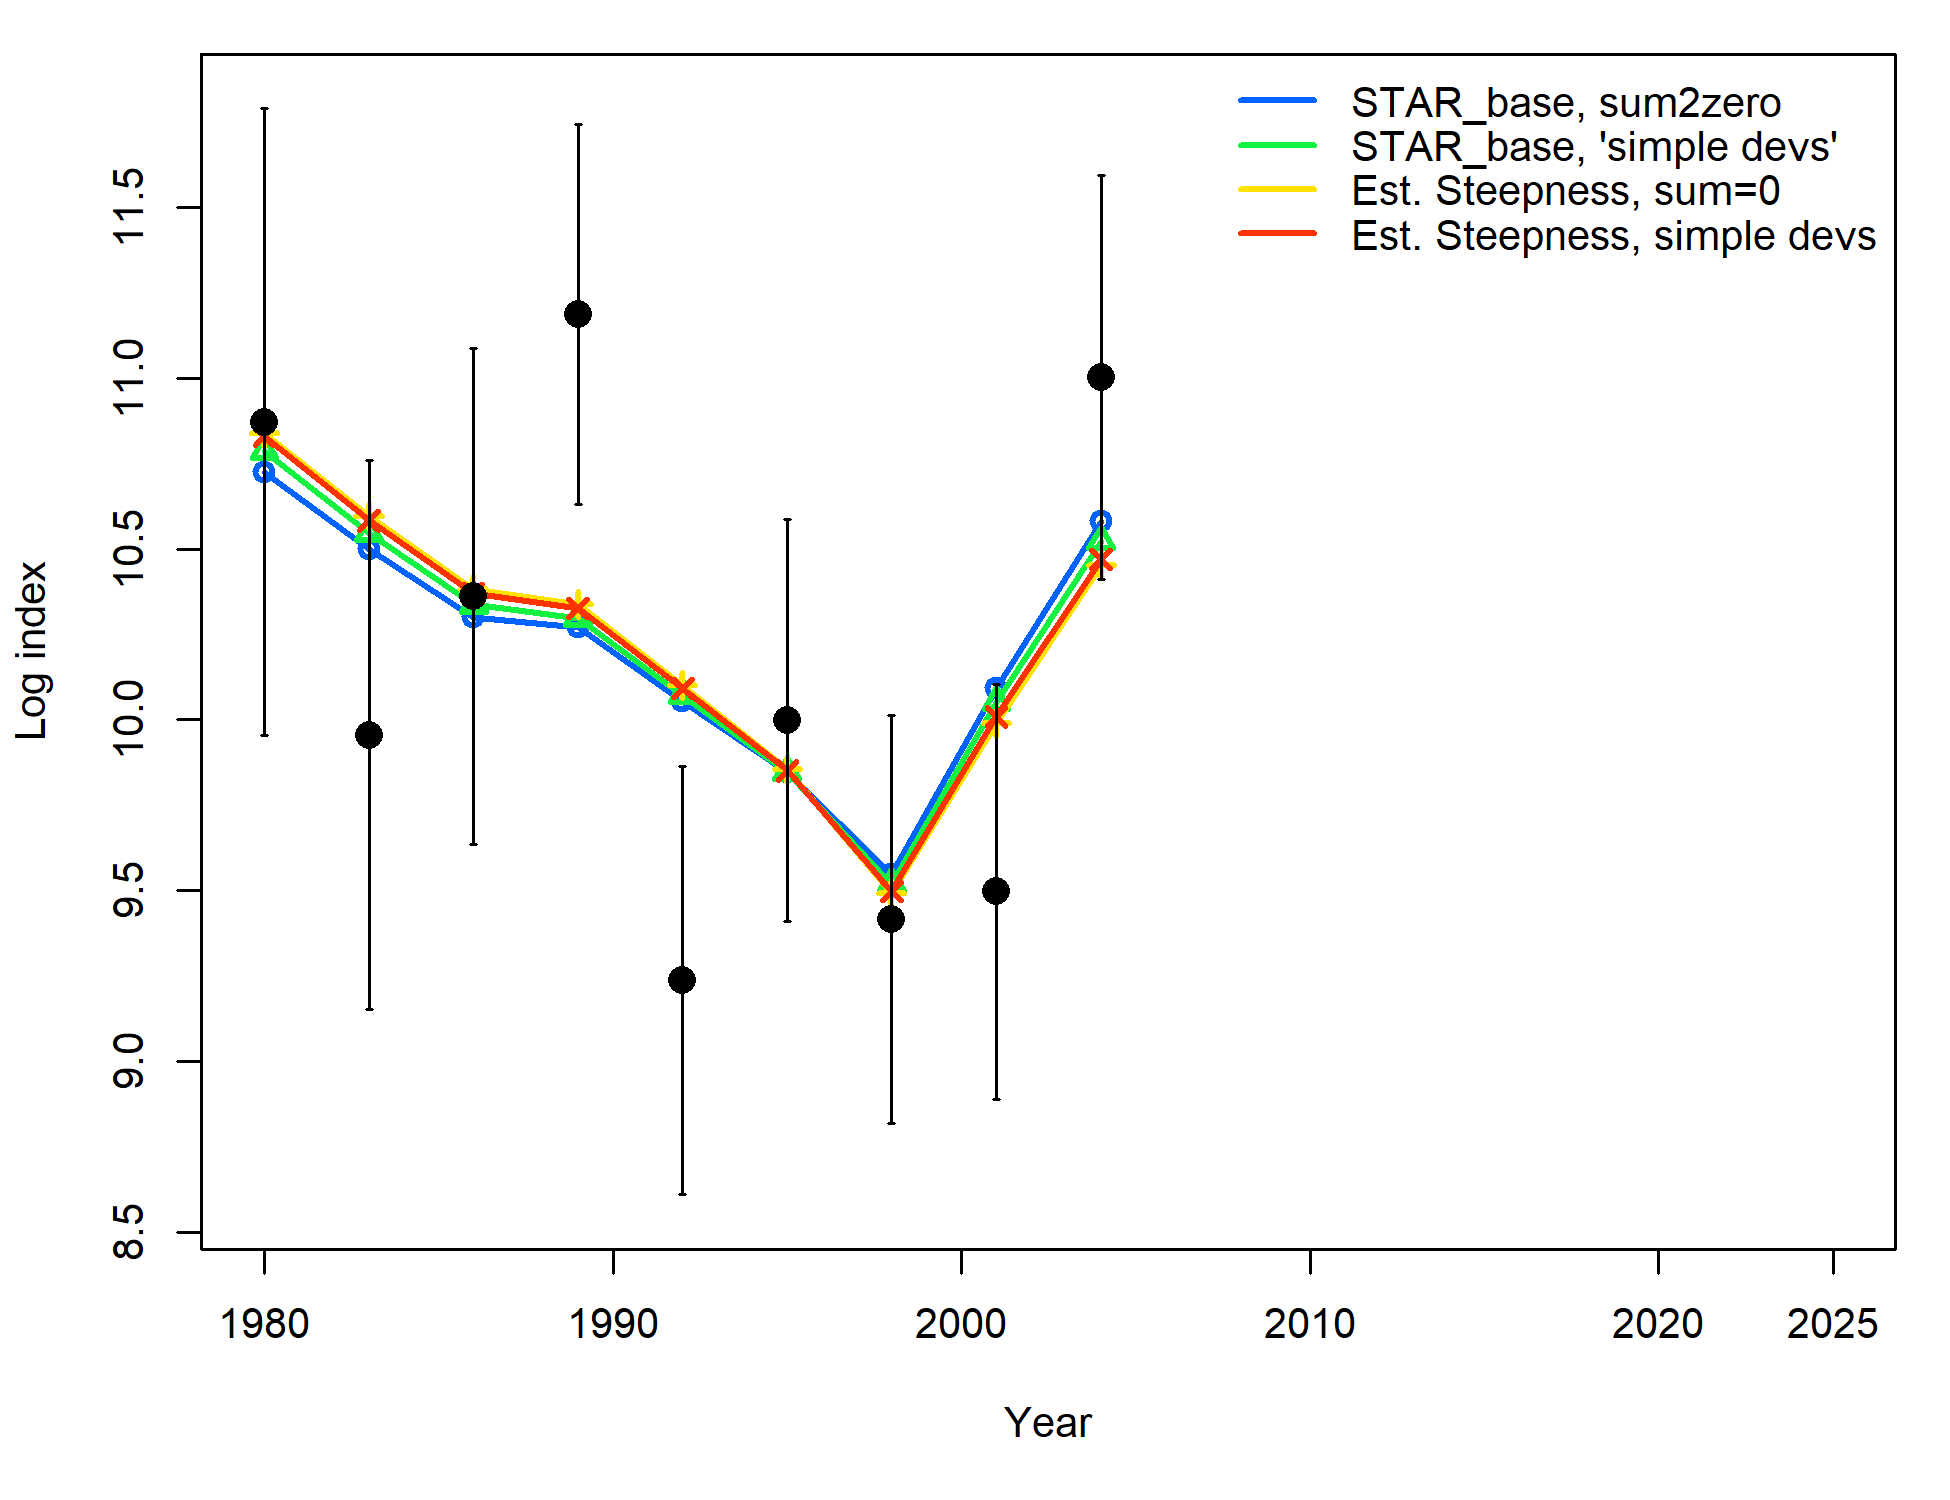 STAR_base, sum2zero
STAR_base, 'simple devs'
Est. Steepness, sum=0
Est. Steepness, simple devs
Log index
11.5
11.0
10.5
10.0
9.5
9.0
8.5
1980
1990
2000
2010
2020
2025
Year